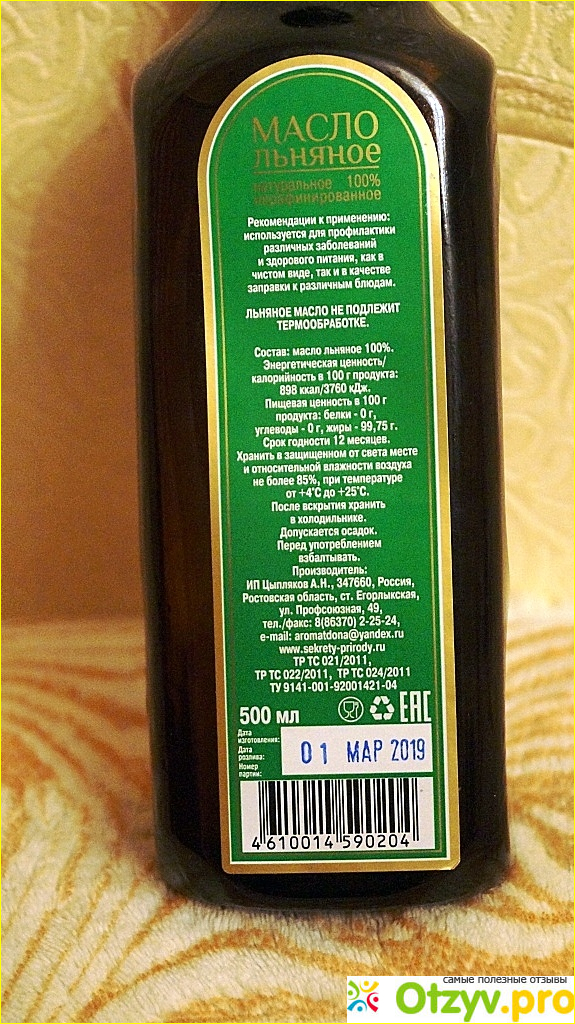 МАСЛО
ЛЬНЯНОЕ
натуральное 100%
нерафинированное
Рекомендации к применению:
используется для профилактики
различных заболеваний
и здорового питания, как в
чистом виде, так и в качестве
заправки к различным блюдам.
ЛЬНЯНОЕ МАСЛО НЕ ПОДЛЕЖИТ
ТЕРМООБРАБОТКЕ.
Состав: масло льняное 100%.
Энергетическая ценность/
калорийность в 100 г продукта:
898 ккал/3760 кДж.
Пищевая ценность в 100 г
продукта: белки - 0 г,
углеводы - 0 г, жиры - 99,75 г.
Срок годности 12 месяцев.
Хранить в защищенном от света месте
и относительной влажности воздуха
не более 85%, при температуре
от +4°С до +25°С.
После вскрытия хранить
в холодильнике.
Допускается осадок.
Перед употреблением
взбалтывать.
Производитель:
ИП Цыпляков А.Н., 347660, Россия,
Ростовская область, ст. Егорлыкская,
ул. Профсоюзная, 49,
тел./факс: 8(86370) 2-25-24,
e-mail: aromatdona@yandex.ru
www.sekrety-prirody.ru
ТР ТС 021/2011,
ТР ТС 022/2011, ТР ТС 024/2011
ТУ 9141-001-92001421-04
500 мл
EAC
Дата
изготовления:
Дата
розлива:
Номер
партии:
01 МАР 2019
4 610014 590204
самые полезные отзывы
Otzyv.pro